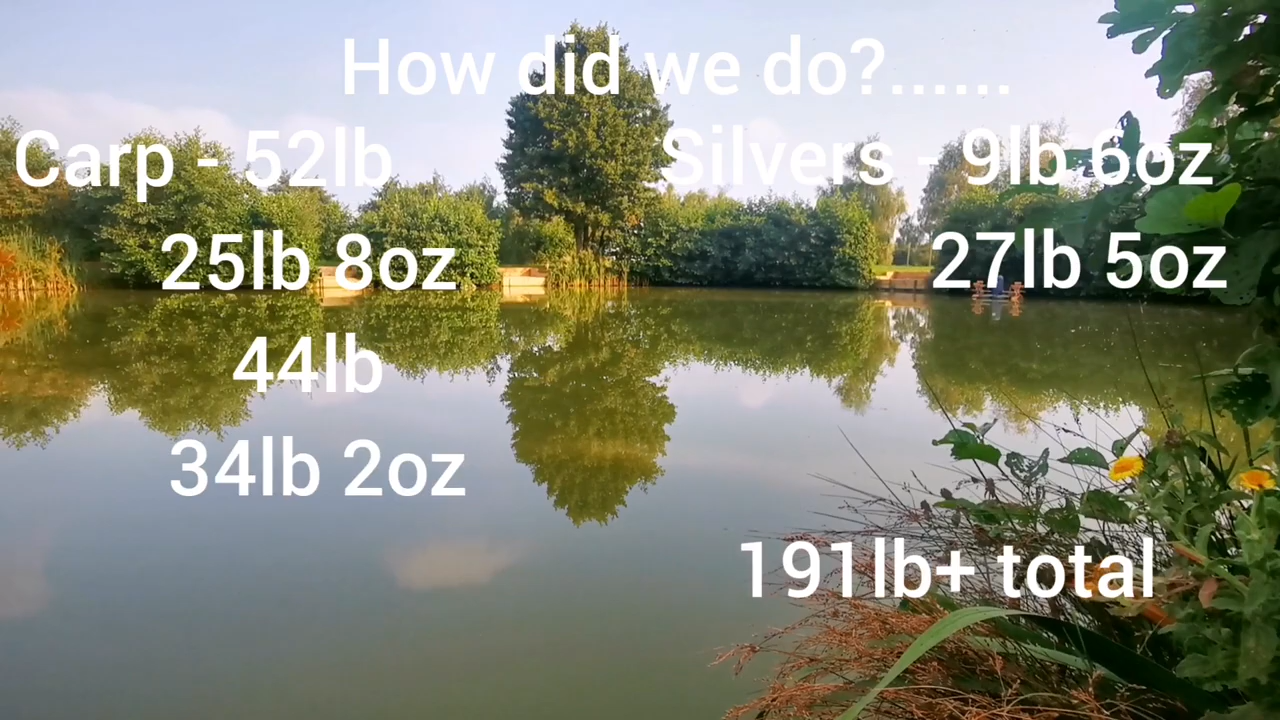 How did we do?......
Carp - 52lb
25lb 8oz
44lb
34lb 2oz
Silvers - 9lb 6oz
27lb 5oz
191lb+ total